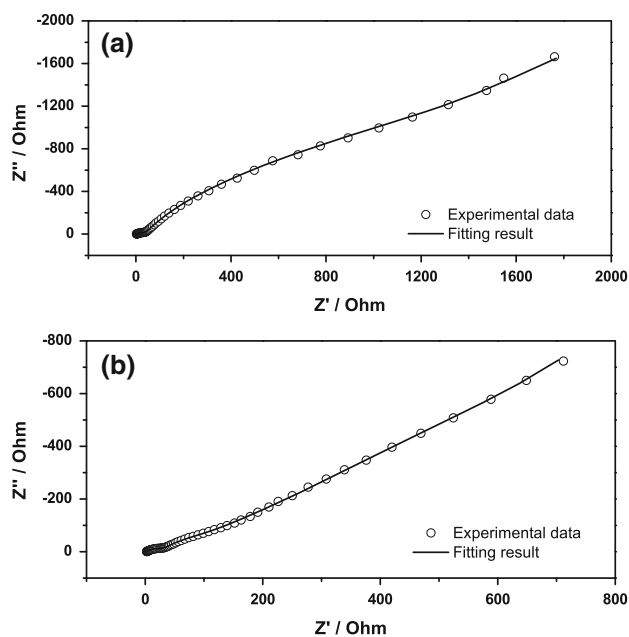 (a)
-2000
-1600
-1200
-800
-400
0
Z'' / Ohm
Experimental data
Fitting result
0 400 800 1200 1600 2000
Z' / Ohm
(b)
-800
-600
-400
-200
0
Z'' / Ohm
Experimental data
Fitting result
0 200 400 600 800
Z' / Ohm